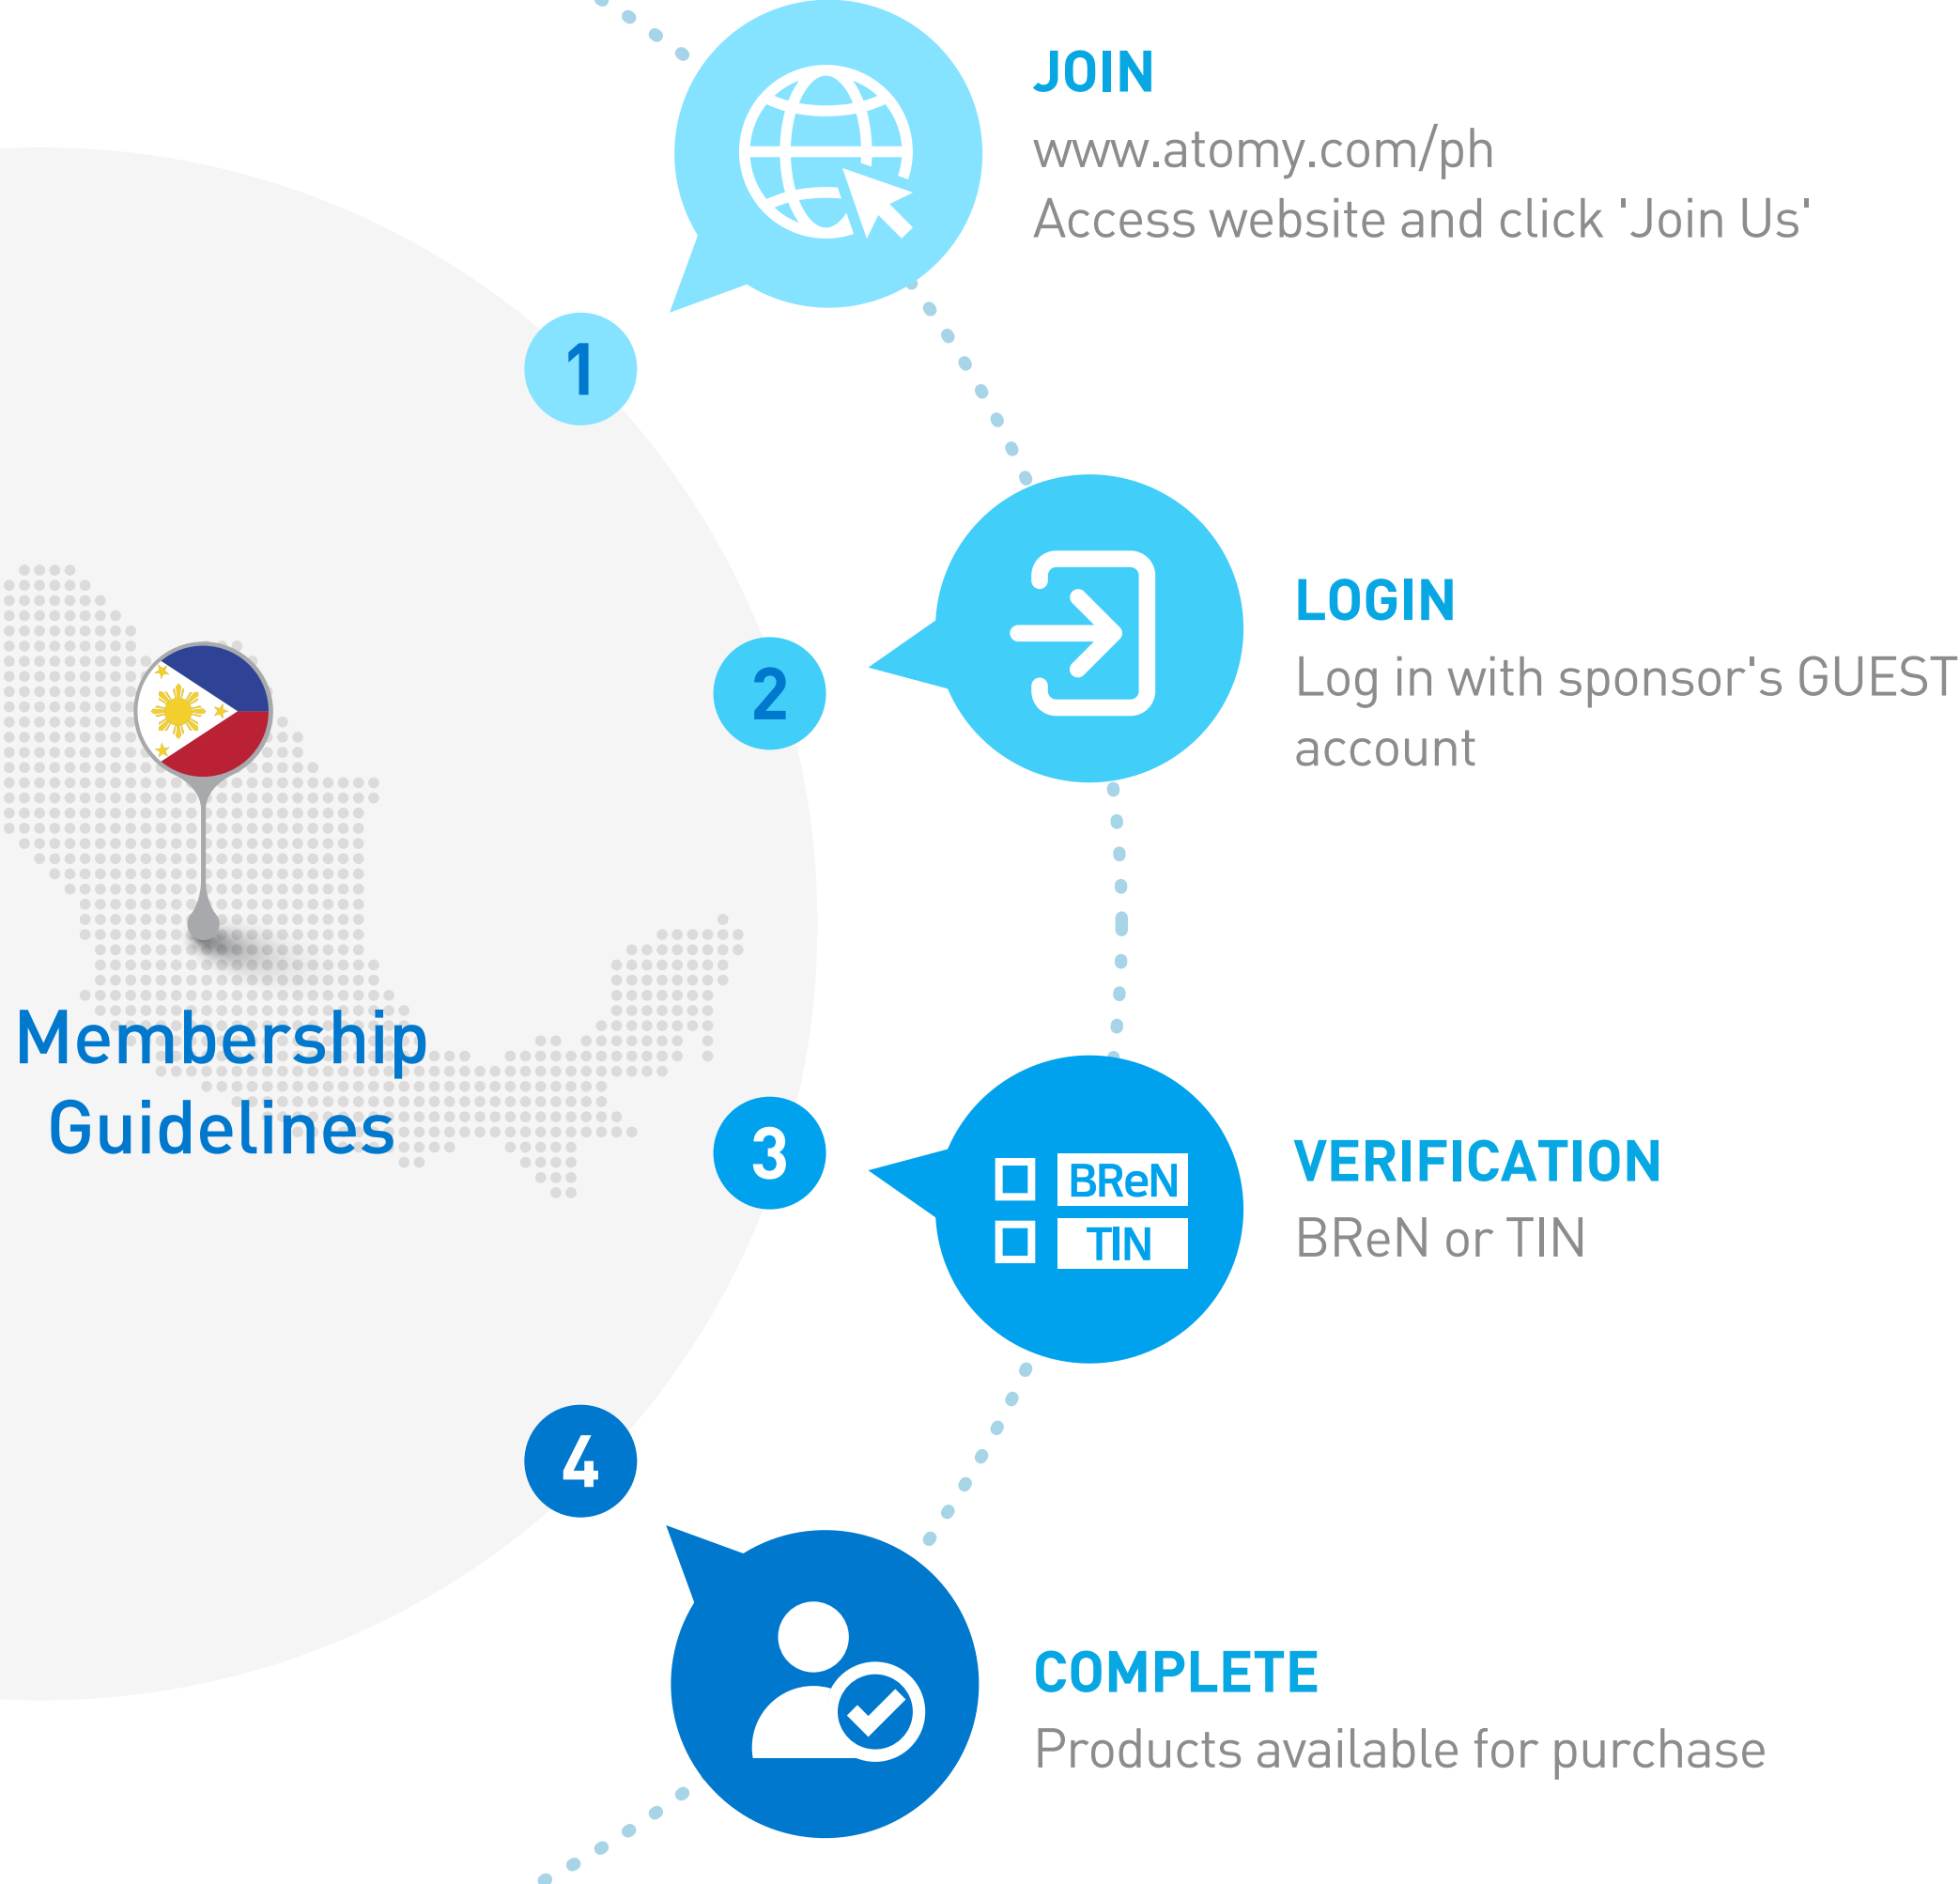 Membership
Guidelines
1
JOIN
www.atomy.com/ph
Access website and click 'Join Us'
2
LOGIN
Log in with sponsor's GUEST
account
3
BReN
TIN
VERIFICATION
BReN or TIN
4
COMPLETE
Products available for purchase